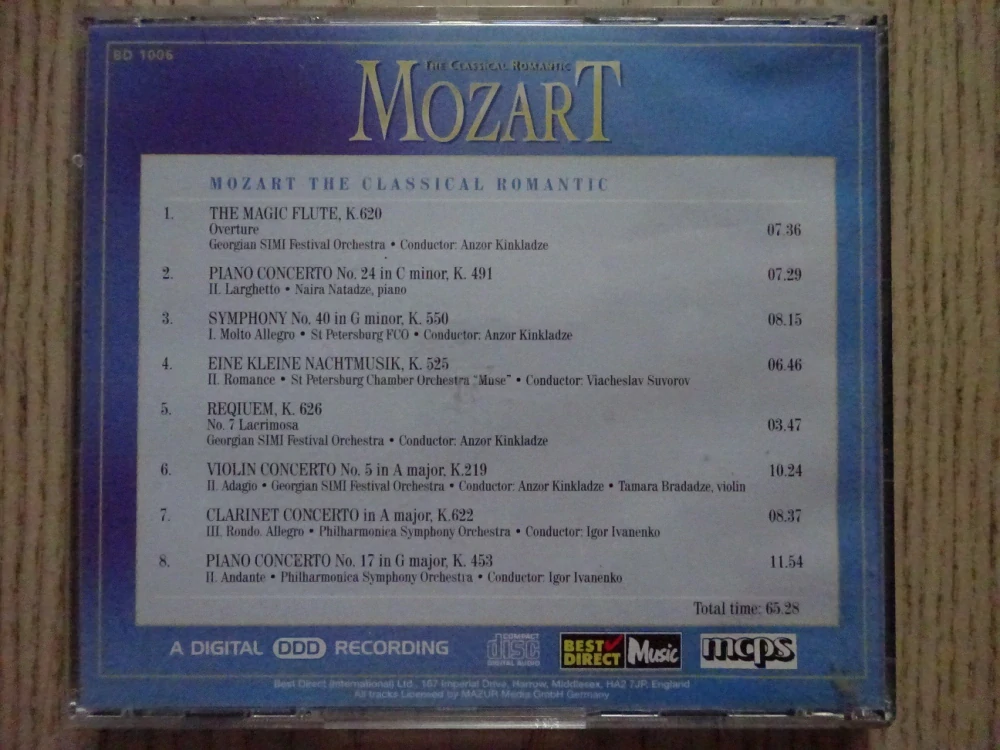 BD 1006
THE CLASSICAL ROMANTIC
MOZART
MOZART THE CLASSICAL ROMANTIC
1. THE MAGIC FLUTE, K.620
Overture 07.36
Georgian SIMI Festival Orchestra • Conductor: Anzor Kinkladze
2. PIANO CONCERTO No. 24 in C minor, K. 491 07.29
II. Larghetto • Naira Natadze, piano
3. SYMPHONY No. 40 in G minor, K. 550 08.15
I. Molto Allegro • St Petersburg FCO • Conductor: Anzor Kinkladze
4. EINE KLEINE NACHTMUSIK, K. 525 06.46
II. Romance • St Petersburg Chamber Orchestra "Muse" • Conductor: Viacheslav Suvorov
5. REQIUEM, K. 626
No. 7 Lacrimosa 03.47
Georgian SIMI Festival Orchestra • Conductor: Anzor Kinkladze
6. VIOLIN CONCERTO No. 5 in A major, K.219 10.24
II. Adagio • Georgian SIMI Festival Orchestra • Conductor: Anzor Kinkladze • Tamara Bradadze, violin
7. CLARINET CONCERTO in A major, K.622 08.37
III. Rondo. Allegro • Philharmonica Symphony Orchestra • Conductor: Igor Ivanenko
8. PIANO CONCERTO No. 17 in G major, K. 453 11.54
II. Andante • Philharmonica Symphony Orchestra • Conductor: Igor Ivanenko
Total time: 65.28
A DIGITAL DDD RECORDING
COMPACT
disc
DIGITAL AUDIO
BEST
DIRECT Music
mcps
Best Direct (International) Ltd., 167 Imperial Drive, Harrow, Middlesex, HA2 7JP, England
All tracks Licensed by MAZUR Media GmbH Germany